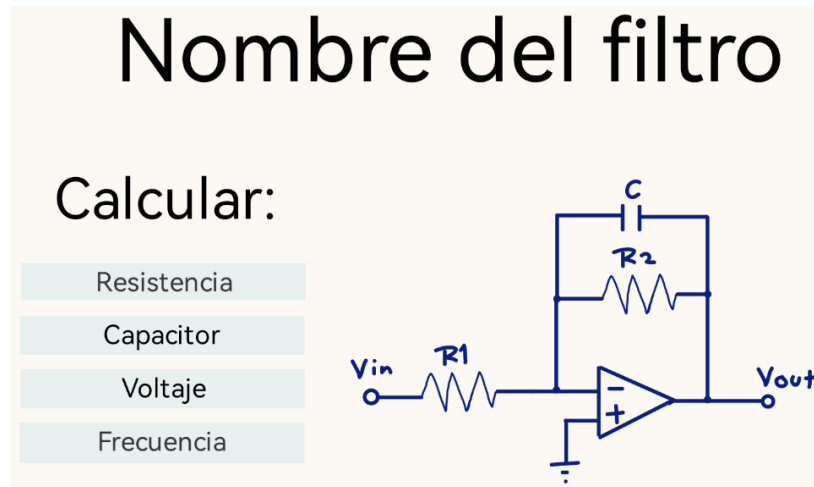 Nombre del filtro
Calcular:
Resistencia
Capacitor
Voltaje
Frecuencia
C
R2
Vin
R1
Vout
−
+